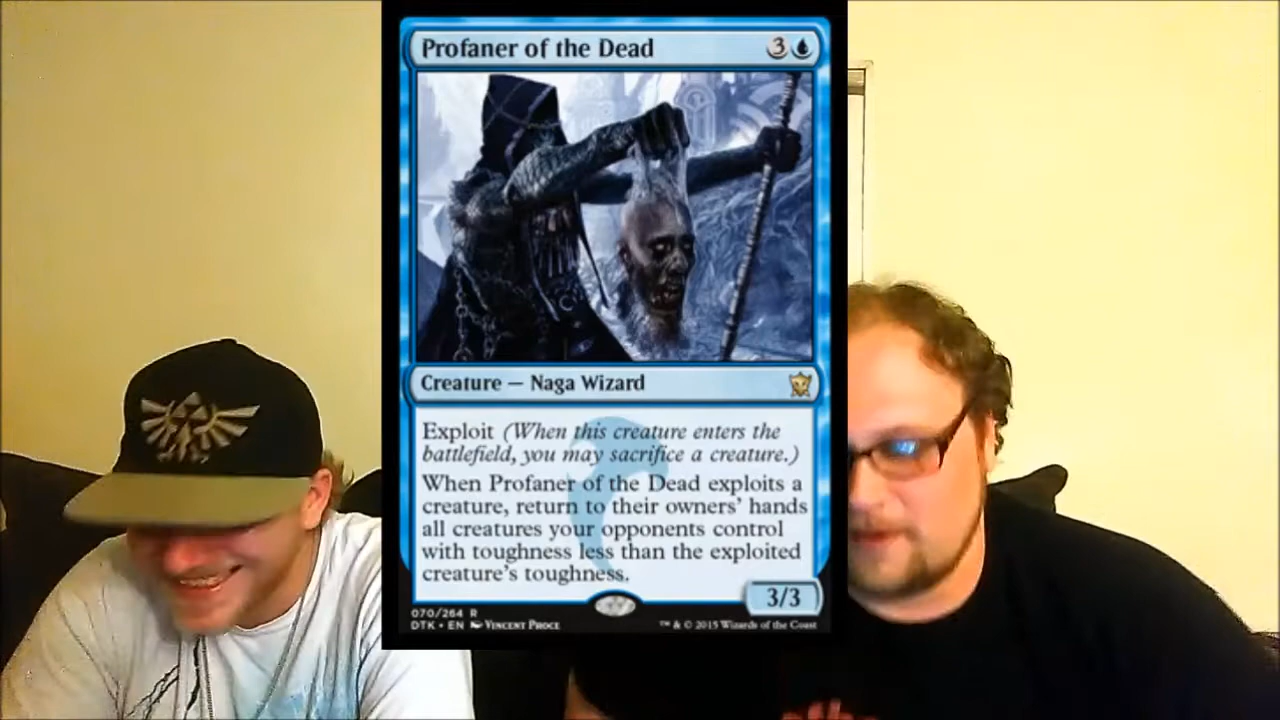 Profaner of the Dead 3
Creature — Naga Wizard
Exploit (When this creature enters the
battlefield, you may sacrifice a creature.)
When Profaner of the Dead exploits a
creature, return to their owners' hands
all creatures your opponents control
with toughness less than the exploited
creature's toughness.
3/3
070/264 R
DTK • EN Vincent Proce
™ & © 2015 Wizards of the Coast